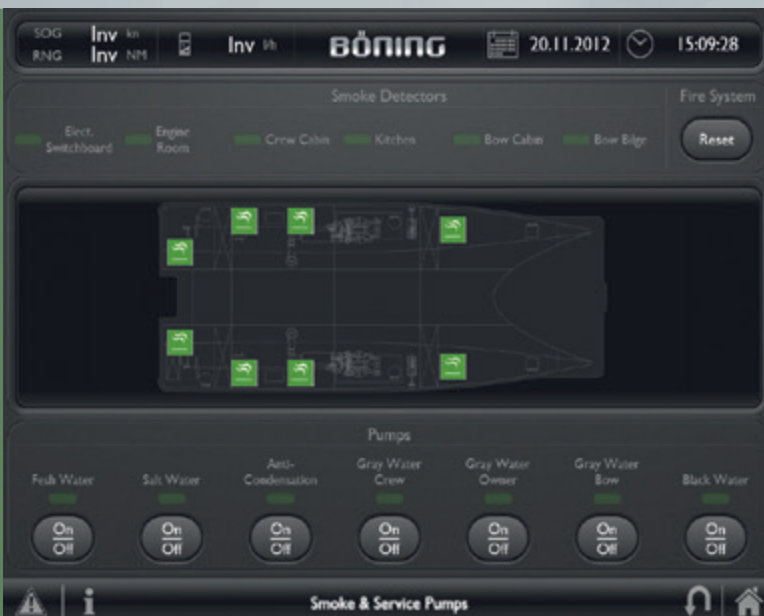 SOG Inv kn
RNG Inv NM
Inv l/h
BÖNING
20.11.2012
15:09:28
Smoke Detectors
Fire System
Elect. Switchboard
Engine Room
Crew Cabin
Kitchen
Bow Cabin
Bow Bilge
Reset
Pumps
Fesh Water
Salt Water
Anti-
Condensation
Gray Water
Crew
Gray Water
Owner
Gray Water
Bow
Black Water
On
Off
On
Off
On
Off
On
Off
On
Off
On
Off
On
Off
i
Smoke & Service Pumps